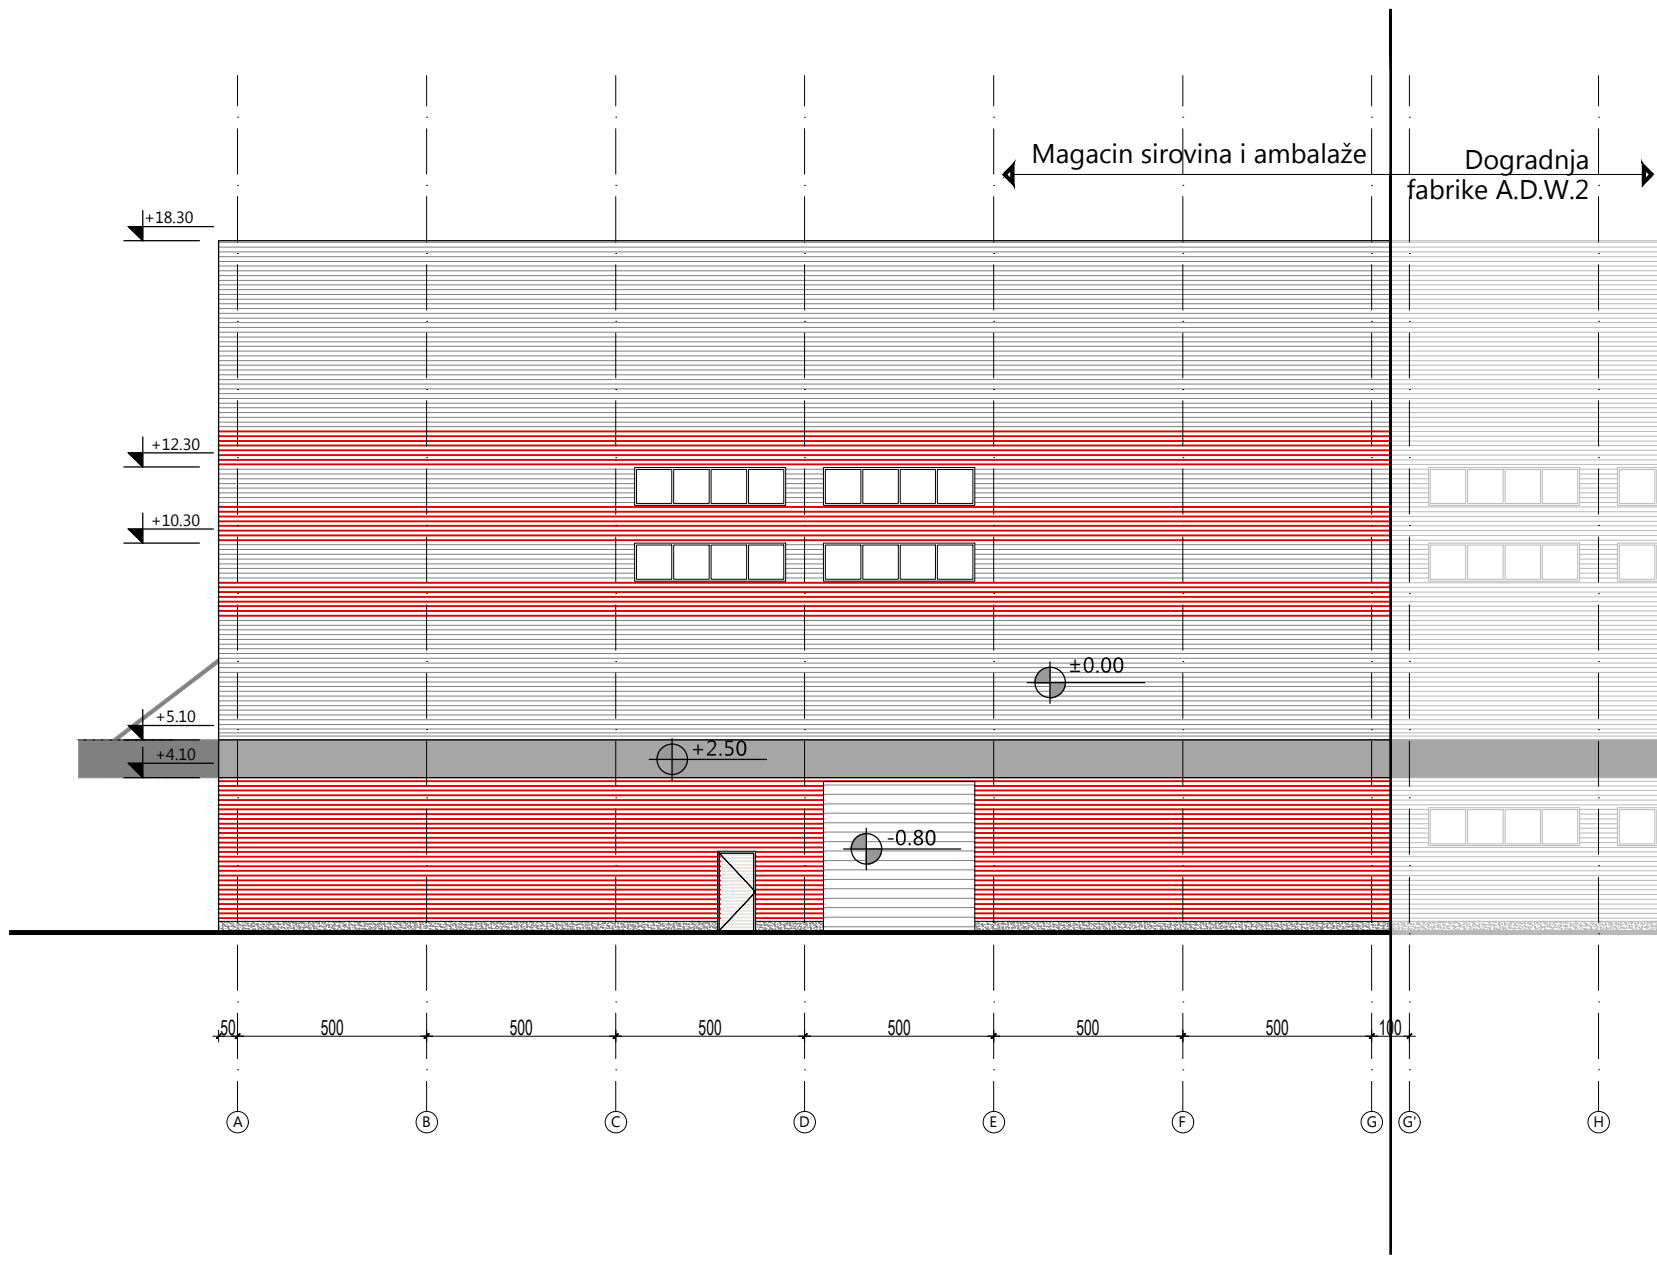 Magacin sirovina i ambalaže
Dogradnja
fabrike A.D.W.2
+18.30
+12.30
+10.30
±0.00
+5.10
+4.10
+2.50
-0.80
50 500 500 500 500 500 500 100
A B C D E F G G' H